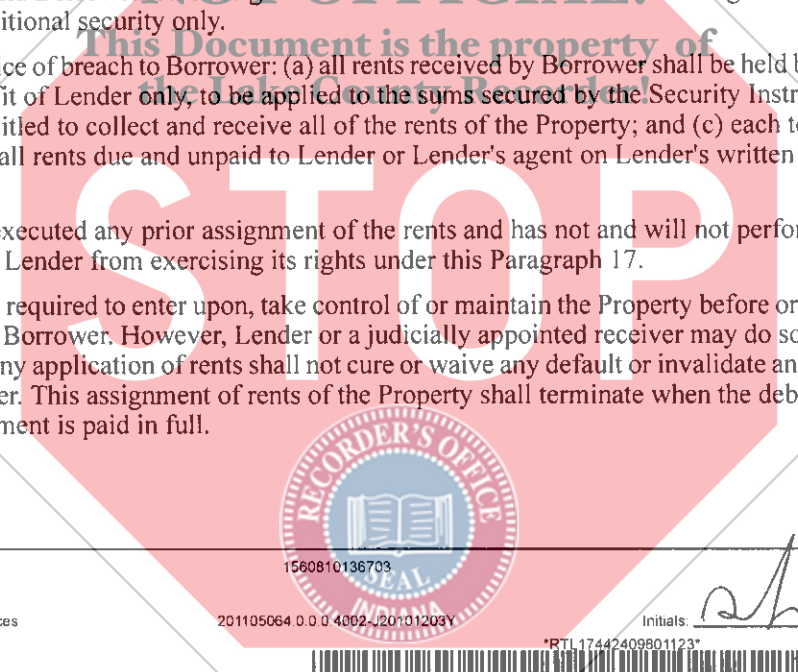 NOT OFFICIAL!
itional security only.
This Document is the property of
the Lake County Recorder!
ice of breach to Borrower: (a) all rents received by Borrower shall be held b
fit of Lender only, to be applied to the sums secured by the Security Instr
itled to collect and receive all of the rents of the Property; and (c) each t
all rents due and unpaid to Lender or Lender's agent on Lender's written
STOP
executed any prior assignment of the rents and has not and will not perfor
Lender from exercising its rights under this Paragraph 17.
required to enter upon, take control of or maintain the Property before or
Borrower. However, Lender or a judicially appointed receiver may do so
ny application of rents shall not cure or waive any default or invalidate an
er. This assignment of rents of the Property shall terminate when the deb
ment is paid in full.
RECORDER'S OFFICE
SEAL
INDIANA
1560810136703
ces
201105064.0.0.0.4002-J20101203Y
Initials:
*RTL17442409801123*